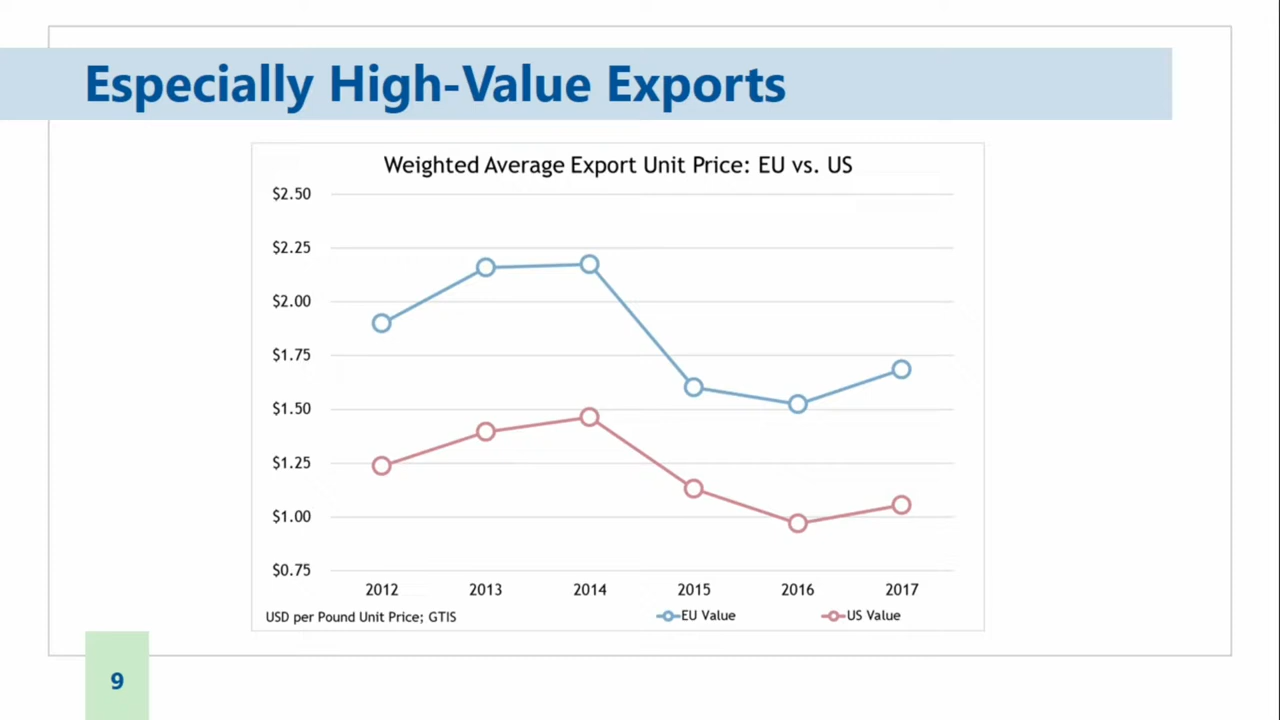 Especially High-Value Exports
Weighted Average Export Unit Price: EU vs. US
$2.50
$2.25
$2.00
$1.75
$1.50
$1.25
$1.00
$0.75
2012 2013 2014 2015 2016 2017
USD per Pound Unit Price; GTIS EU Value US Value
9